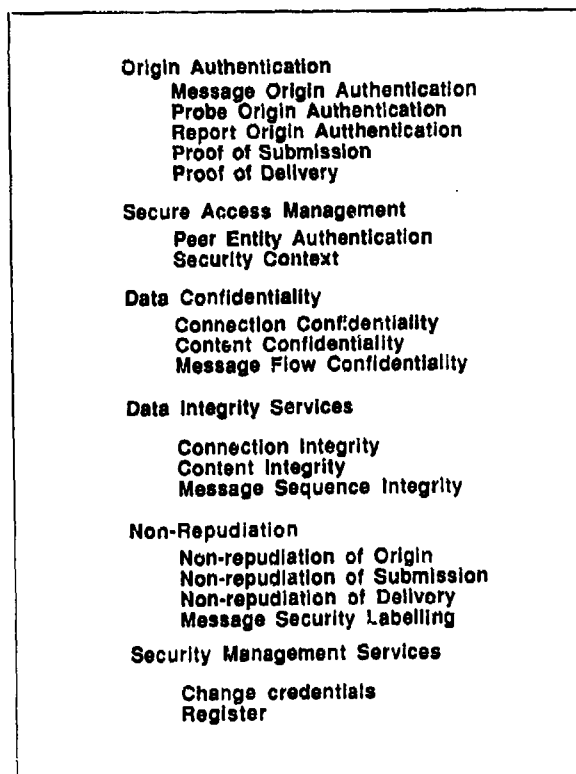 Origin Authentication
Message Origin Authentication
Probe Origin Authentication
Report Origin Autthentication
Proof of Submission
Proof of Delivery
Secure Access Management
Peer Entity Authentication
Security Context
Data Confidentiality
Connection Confidentiality
Content Confidentiality
Message Flow Confidentiality
Data Integrity Services
Connection Integrity
Content Integrity
Message Sequence Integrity
Non-Repudiation
Non-repudiation of Origin
Non-repudiation of Submission
Non-repudiation of Delivory
Message Security Labelling
Security Management Services
Change credentials
Register